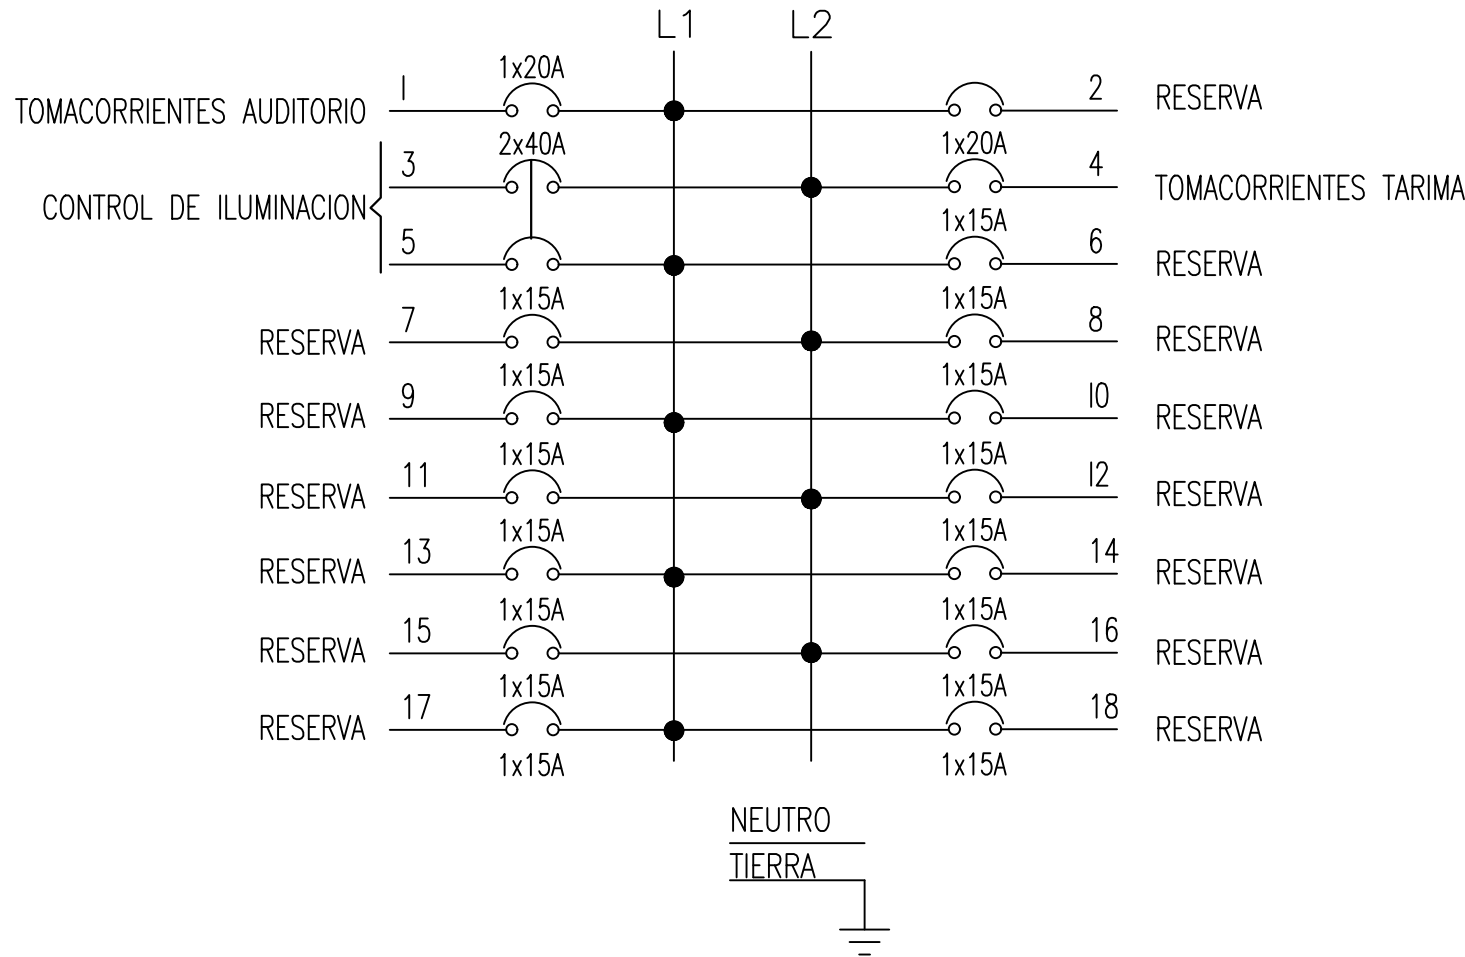 L1 L2
1x20A
TOMACORRIENTES AUDITORIO 1 2 RESERVA
2x40A 1x20A
3 4 TOMACORRIENTES TARIMA
CONTROL DE ILUMINACION
1x15A
5 6 RESERVA
1x15A 1x15A
RESERVA 7 8 RESERVA
1x15A 1x15A
RESERVA 9 10 RESERVA
1x15A 1x15A
RESERVA 11 12 RESERVA
1x15A 1x15A
RESERVA 13 14 RESERVA
1x15A 1x15A
RESERVA 15 16 RESERVA
1x15A 1x15A
RESERVA 17 18 RESERVA
1x15A 1x15A
NEUTRO
TIERRA